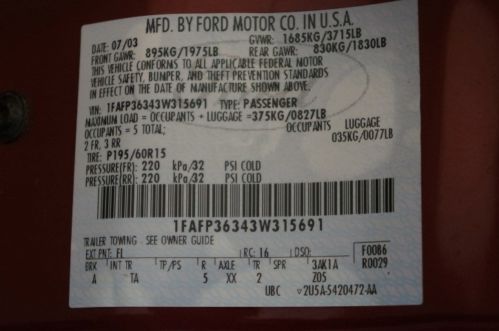 MFD. BY FORD MOTOR CO. IN U.S.A.
DATE: 07/03 GVWR: 1685KG/3715LB
FRONT GAWR: 895KG/1975LB REAR GAWR: 830KG/1830LB
THIS VEHICLE CONFORMS TO ALL APPLICABLE FEDERAL MOTOR
VEHICLE SAFETY, BUMPER, AND THEFT PREVENTION STANDARDS
IN EFFECT ON THE DATE OF MANUFACTURE SHOWN ABOVE.
VIN: 1FAFP36343W315691 TYPE: PASSENGER
MAXIMUM LOAD = OCCUPANTS + LUGGAGE =375KG/0827LB
OCCUPANTS = 5 TOTAL; OCCUPANTS LUGGAGE
2 FR, 3 RR 035KG/0077LB
TIRE: P195/60R15
PRESSURE(FR): 220 kPa/32 PSI COLD
PRESSURE(RR): 220 kPa/32 PSI COLD
1FAFP36343W315691
TRAILER TOWING - SEE OWNER GUIDE
EXT PNT: FL RC: 16 DSO: F0086
BRK INT TR TP/PS R AXLE TR SPR 3AK1A R0029
A TA 5 XX 2 Z05
UBC 2U5A-5420472-AA